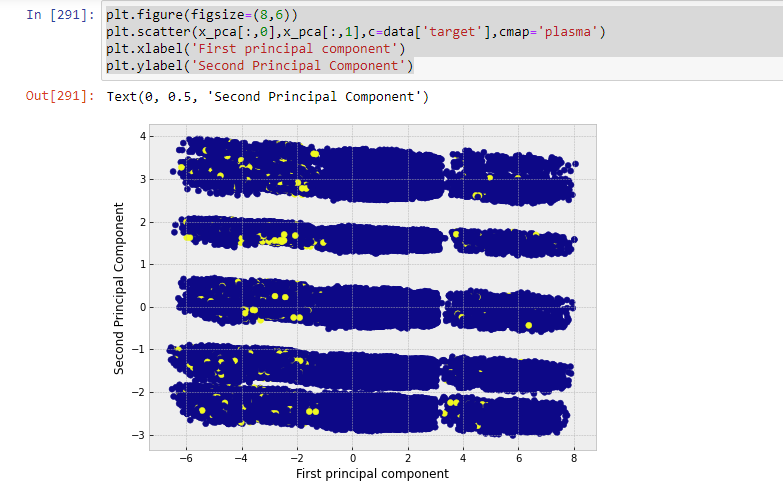 In [291]: plt.figure(figsize=(8,6))
plt.scatter(x_pca[:,0],x_pca[:,1],c=data['target'],cmap='plasma')
plt.xlabel('First principal component')
plt.ylabel('Second Principal Component')
Out[291]: Text(0, 0.5, 'Second Principal Component')
Second Principal Component
4
3
2
1
0
−1
−2
−3
−6 −4 −2 0 2 4 6 8
First principal component